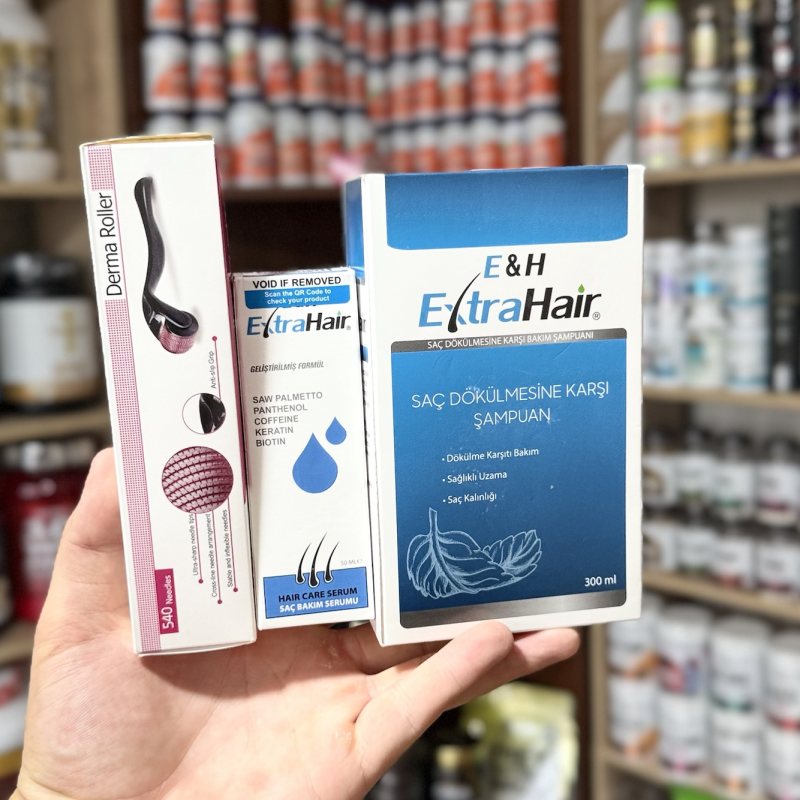 Derma Roller
Anti-slip Grip
Ultra-sharp needle tips
Cross-line needle arrangement
Stable and inflexible needles
540 Needles
VOID IF REMOVED
Scan the QR Code to
check your product
ExtraHair®
GELİŞTİRİLMİŞ FORMÜL
SAW PALMETTO
PANTHENOL
COFFEINE
KERATIN
BIOTIN
50 ML℮
HAIR CARE SERUM
SAÇ BAKIM SERUMU
E & H
ExtraHair®
SAÇ DÖKÜLMESİNE KARŞI BAKIM ŞAMPUANI
SAÇ DÖKÜLMESİNE KARŞI
ŞAMPUAN
• Dökülme Karşıtı Bakım
• Sağlıklı Uzama
• Saç Kalınlığı
300 ml